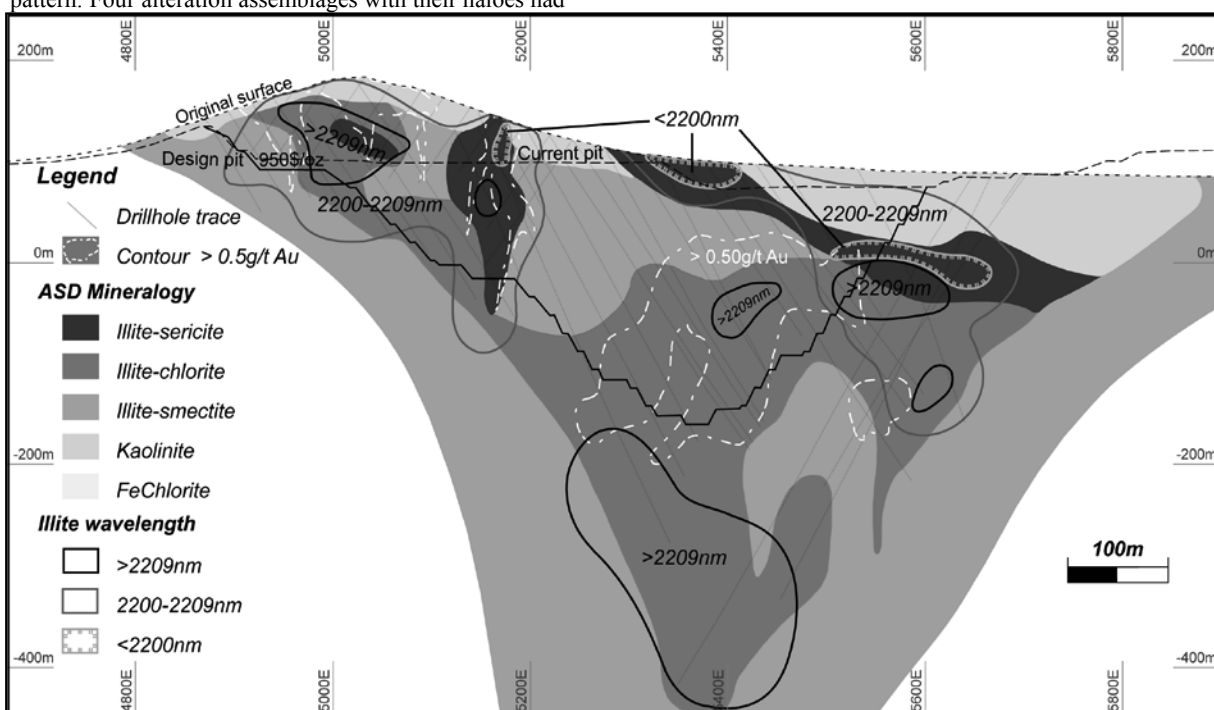 pattern. Four alteration assemblages with their haloes had
4800E
5000E
5200E
5400E
5600E
5800E
200m
200m
Original surface
>2209nm
<2200nm
Design pit 950$/oz
Current pit
Legend
2200-2209nm
2200-2209nm
Drillhole trace
0m
Contour > 0.5g/t Au
> 0.50g/t Au
0m
ASD Mineralogy
>2209nm
>2209nm
Illite-sericite
Illite-chlorite
Illite-smectite
Kaolinite
-200m
-200m
FeChlorite
Illite wavelength
>2209nm
>2209nm
100m
2200-2209nm
<2200nm
-400m
-400m
4800E
5000E
5200E
5400E
5600E
5800E